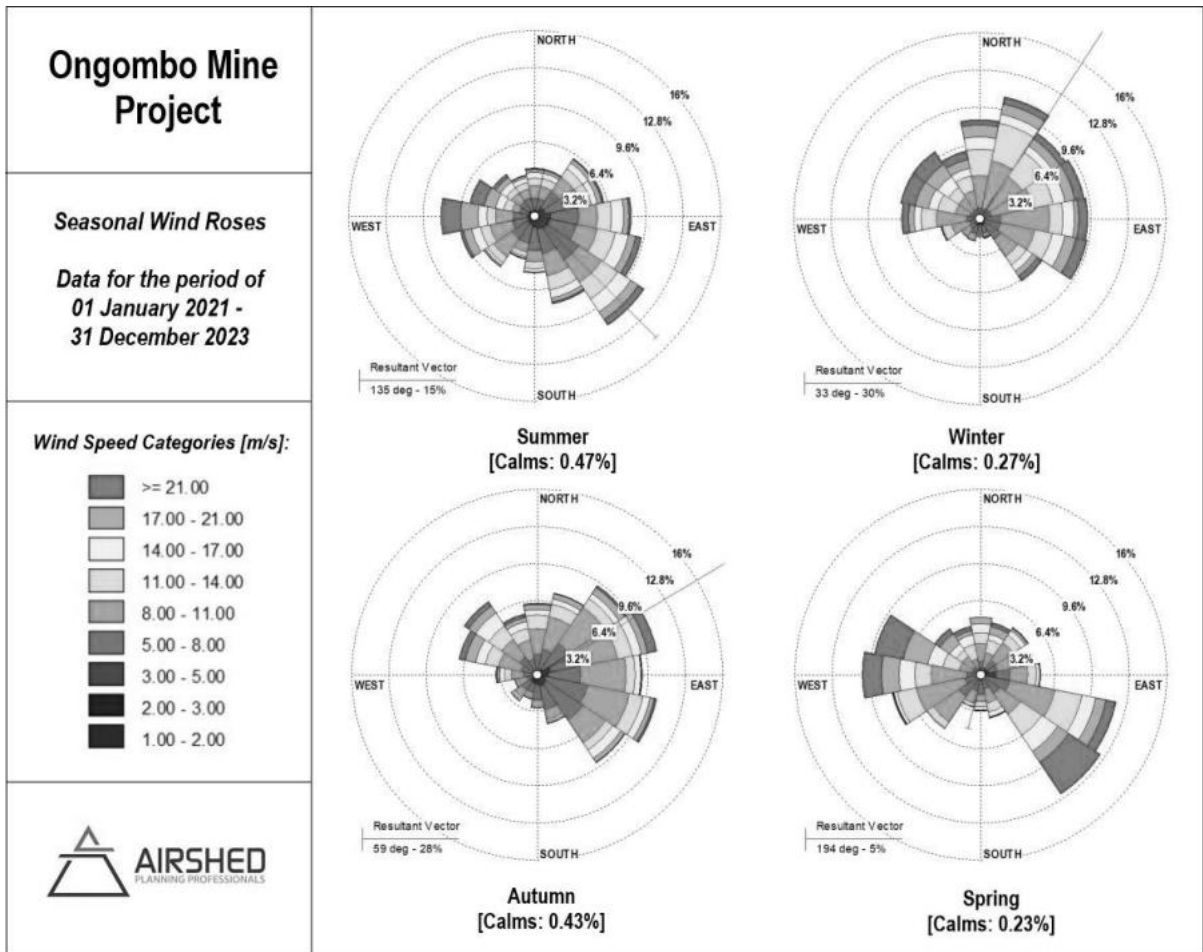 Ongombo Mine
Project
Seasonal Wind Roses
Data for the period of
01 January 2021 -
31 December 2023
Wind Speed Categories [m/s]:
>= 21.00
17.00 - 21.00
14.00 - 17.00
11.00 - 14.00
8.00 - 11.00
5.00 - 8.00
3.00 - 5.00
2.00 - 3.00
1.00 - 2.00
AIRSHED
PLANNING PROFESSIONALS
NORTH
16%
12.8%
9.6%
6.4%
3.2%
WEST
EAST
Resultant Vector
135 deg - 15%
SOUTH
Summer
[Calms: 0.47%]
NORTH
16%
12.8%
9.6%
6.4%
3.2%
WEST
EAST
Resultant Vector
33 deg - 30%
SOUTH
Winter
[Calms: 0.27%]
NORTH
16%
12.8%
9.6%
6.4%
3.2%
WEST
EAST
Resultant Vector
59 deg - 28%
SOUTH
Autumn
[Calms: 0.43%]
NORTH
16%
12.8%
9.6%
6.4%
3.2%
WEST
EAST
Resultant Vector
194 deg - 5%
SOUTH
Spring
[Calms: 0.23%]